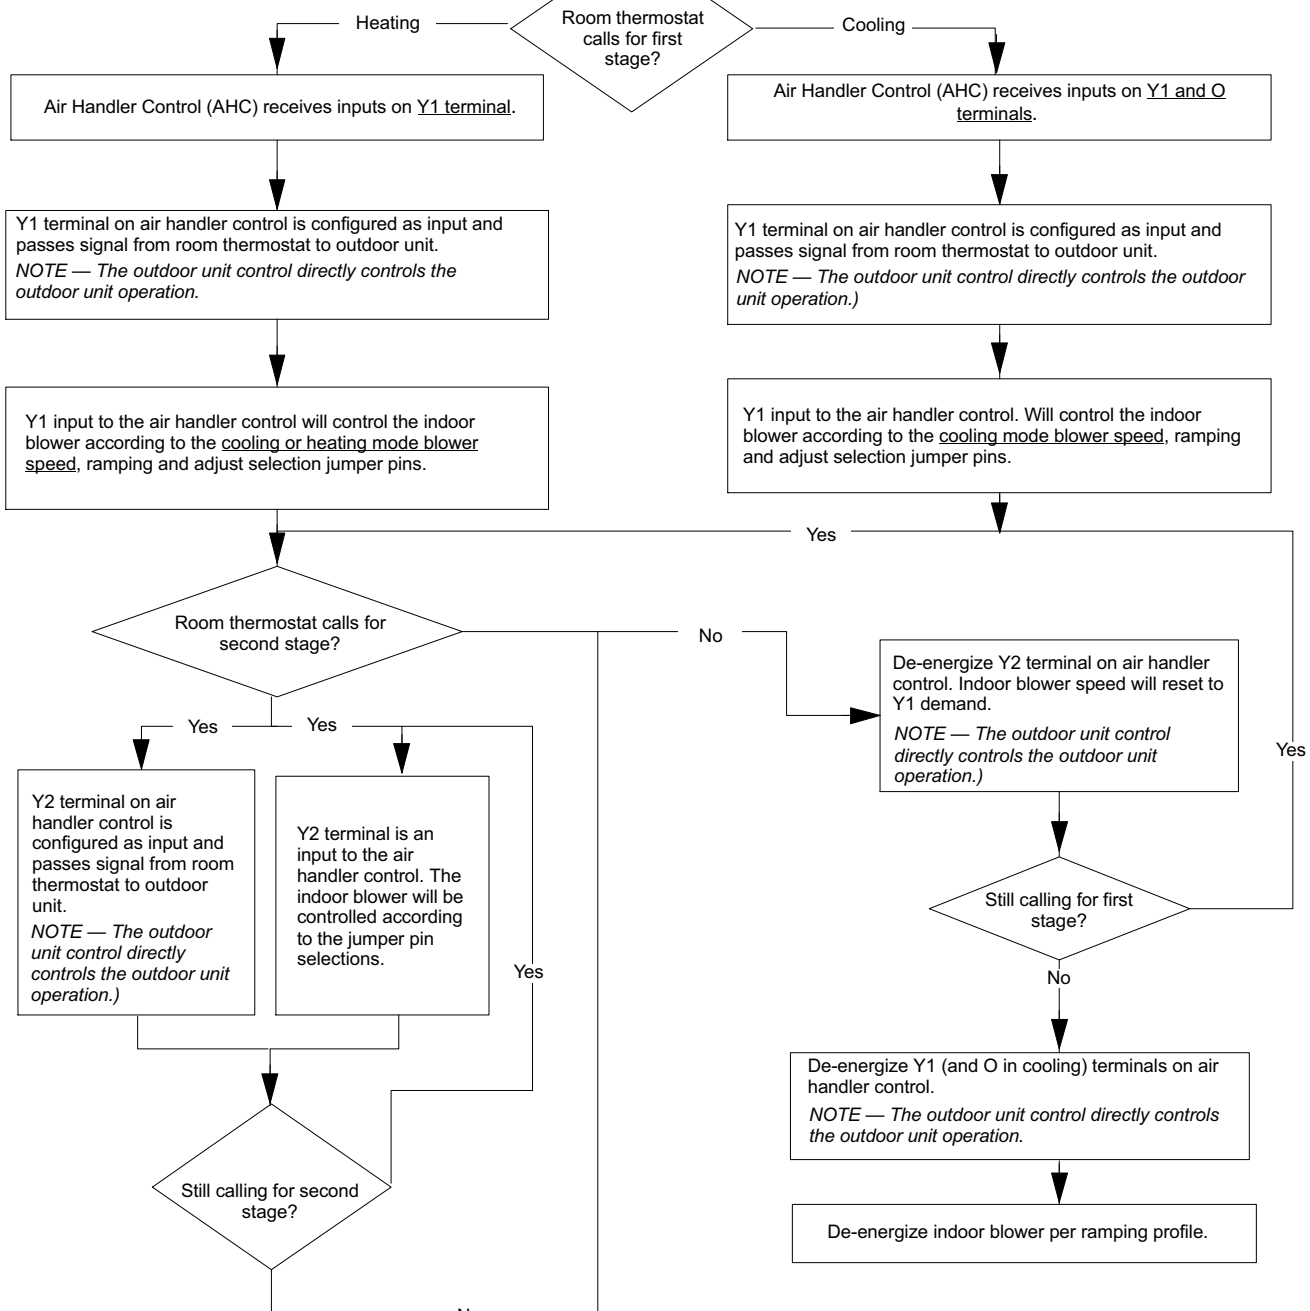 Room thermostat
calls for first
stage?
Heating
Cooling
Air Handler Control (AHC) receives inputs on Y1 terminal.
Air Handler Control (AHC) receives inputs on Y1 and O
terminals.
Y1 terminal on air handler control is configured as input and
passes signal from room thermostat to outdoor unit.
NOTE — The outdoor unit control directly controls the
outdoor unit operation.
Y1 terminal on air handler control is configured as input and
passes signal from room thermostat to outdoor unit.
NOTE — The outdoor unit control directly controls the outdoor
unit operation.)
Y1 input to the air handler control will control the indoor
blower according to the cooling or heating mode blower
speed, ramping and adjust selection jumper pins.
Y1 input to the air handler control. Will control the indoor
blower according to the cooling mode blower speed, ramping
and adjust selection jumper pins.
Yes
Room thermostat calls for
second stage?
No
De-energize Y2 terminal on air handler
control. Indoor blower speed will reset to
Y1 demand.
NOTE — The outdoor unit control
directly controls the outdoor unit
operation.)
Yes
Yes
Yes
Y2 terminal on air
handler control is
configured as input and
passes signal from room
thermostat to outdoor
unit.
NOTE — The outdoor
unit control directly
controls the outdoor unit
operation.)
Y2 terminal is an
input to the air
handler control. The
indoor blower will be
controlled according
to the jumper pin
selections.
Yes
Still calling for first
stage?
No
De-energize Y1 (and O in cooling) terminals on air
handler control.
NOTE — The outdoor unit control directly controls
the outdoor unit operation.
Still calling for second
stage?
De-energize indoor blower per ramping profile.